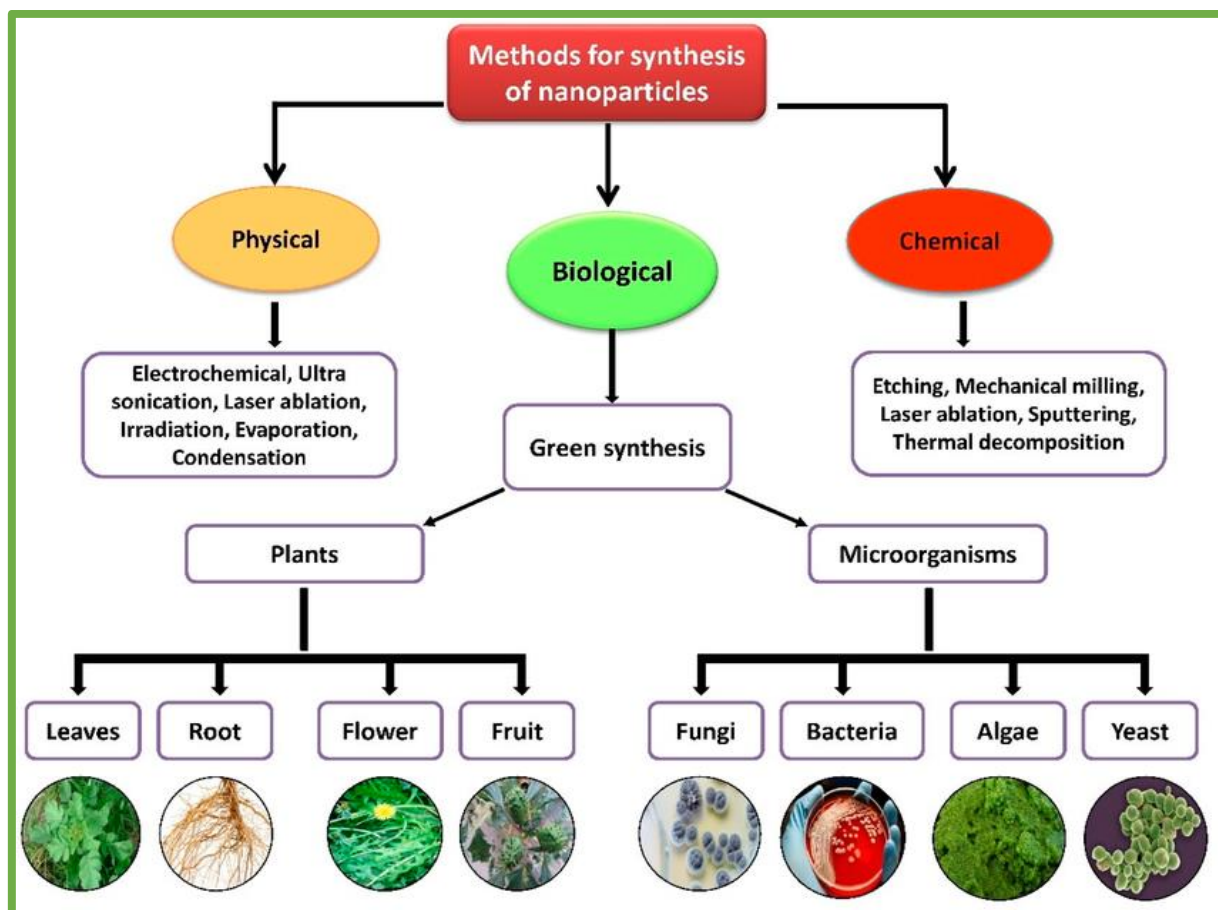 Methods for synthesis
of nanoparticles
Physical
Biological
Chemical
Electrochemical, Ultra
sonication, Laser ablation,
Irradiation, Evaporation,
Condensation
Green synthesis
Etching, Mechanical milling,
Laser ablation, Sputtering,
Thermal decomposition
Plants
Microorganisms
Leaves
Root
Flower
Fruit
Fungi
Bacteria
Algae
Yeast